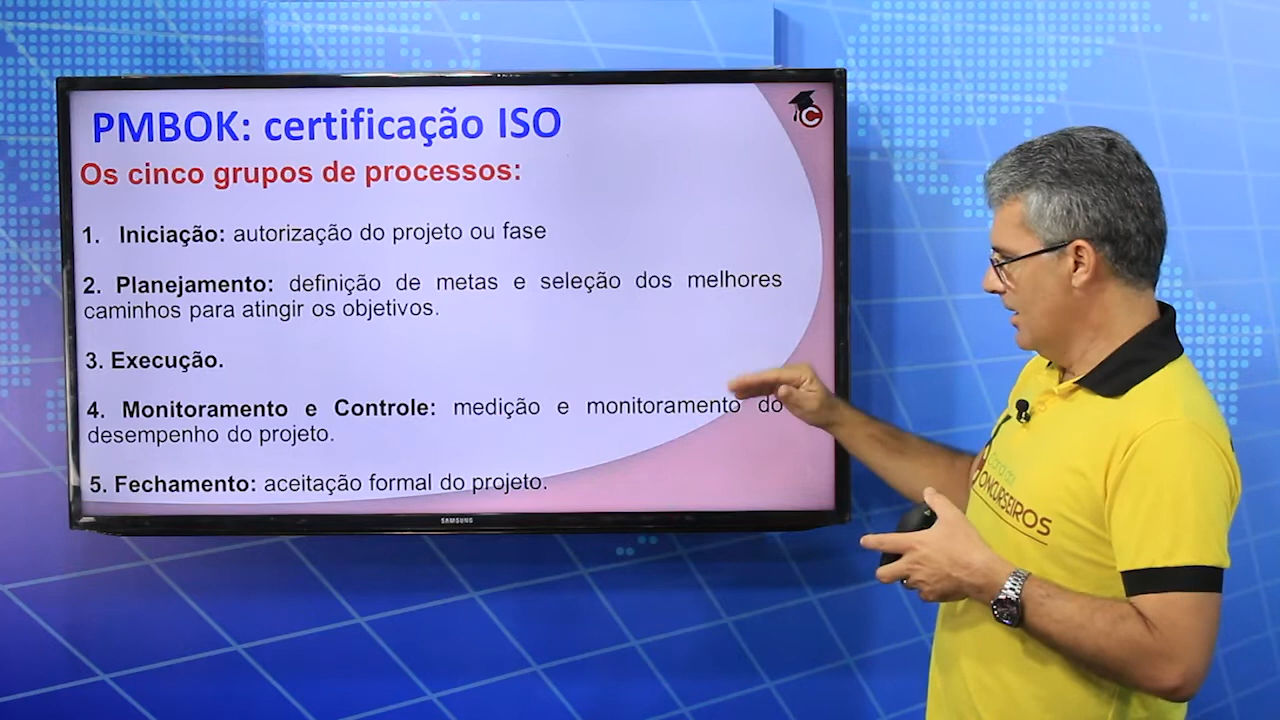 PMBOK: certificação ISO
Os cinco grupos de processos:
1. Iniciação: autorização do projeto ou fase
2. Planejamento: definição de metas e seleção dos melhores
caminhos para atingir os objetivos.
3. Execução.
4. Monitoramento e Controle: medição e monitoramento do
desempenho do projeto.
5. Fechamento: aceitação formal do projeto.
SAMSUNG
CONCURSEIROS